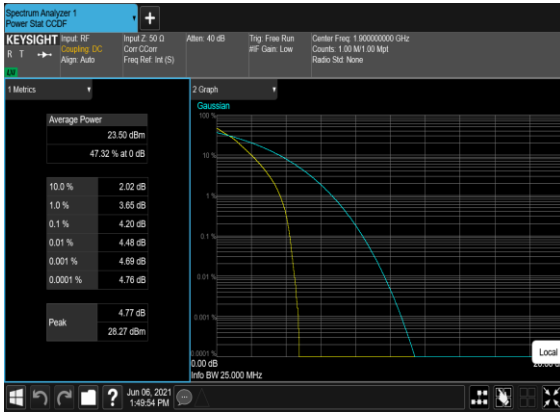 Spectrum Analyzer 1
Power Stat CCDF
KEYSIGHT
R T
Input: RF
Coupling: DC
Align: Auto
Input Z: 50 Ω
Corr CCorr
Freq Ref: Int (S)
Atten: 40 dB
Trig: Free Run
#IF Gain: Low
Center Freq: 1.900000000 GHz
Counts: 1.00 M/1.00 Mpt
Radio Std: None
1 Metrics
Average Power
23.50 dBm
47.32 % at 0 dB
10.0 % 2.02 dB
1.0 % 3.65 dB
0.1 % 4.20 dB
0.01 % 4.48 dB
0.001 % 4.69 dB
0.0001 % 4.76 dB
Peak
4.77 dB
28.27 dBm
2 Graph
Gaussian
100 %
10 %
1 %
0.1 %
0.01 %
0.001 %
0.0001 %
0.00 dB
Info BW 25.000 MHz
Local
?
Jun 06, 2021
1:49:54 PM